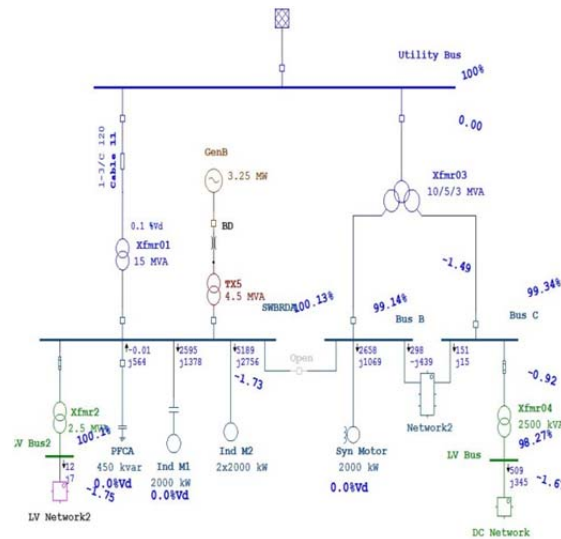 Utility Bus
100%
0.00
1-3/C 120
Cable 11
GenB
3.25 MW
BD
Xfmr03
10/5/3 MVA
0.1 %Vd
Xfmr01
15 MVA
TX5
4.5 MVA
-1.49
SWBRDA
100.13%
99.14%
99.34%
Bus B
Bus C
Open
-0.01
j564
2595
j1378
5189
j2756
-1.73
2658
j1069
298
-j439
151
j15
-0.92
Xfmr2
2.5 MVA
100.1%
PFCA
450 kvar
0.0%Vd
Ind M1
2000 kW
0.0%Vd
Ind M2
2x2000 kW
Syn Motor
2000 kW
0.0%Vd
Network2
Xfmr04
2500 kVA
98.27%
LV Bus2
12
j7
-1.75
LV Network2
LV Bus
509
j345
DC Network